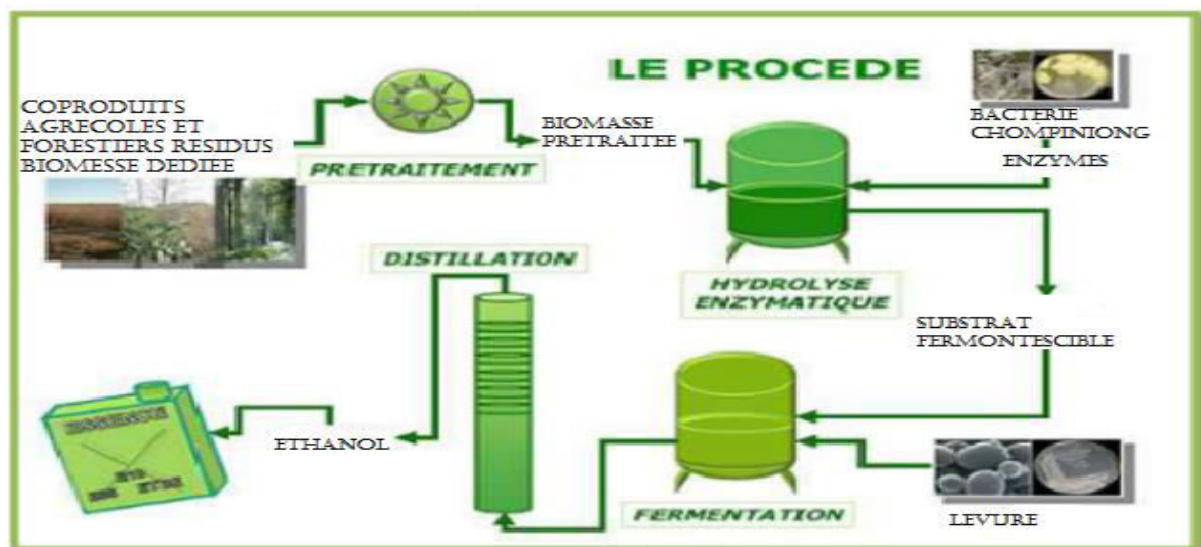 LE PROCEDE
COPRODUITS
AGRECOLES ET
FORESTIERS RESIDUS
BIOMESSE DEDIEE
PRETRAITEMENT
BIOMASSE
PRETRAITEE
BACTERIE
CHOMPINIONG
ENZYMES
HYDROLYSE
ENZYMATIQUE
SUBSTRAT
FERMONTESCIBLE
LEVURE
FERMENTATION
DISTILLATION
ETHANOL